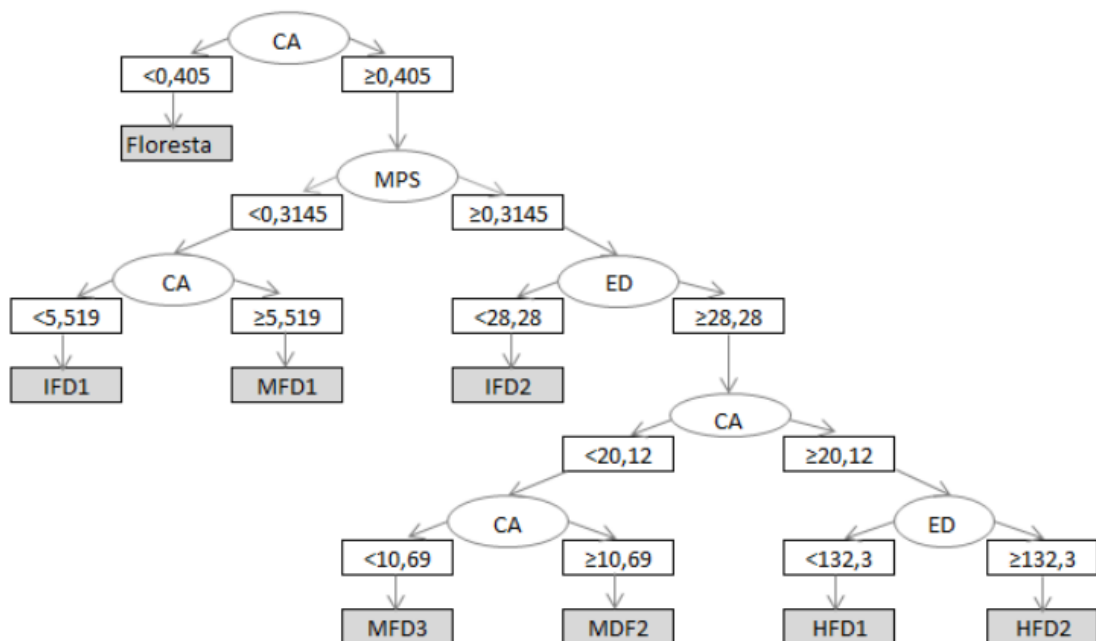 CA
<0,405
≥0,405
Floresta
MPS
<0,3145
≥0,3145
CA
ED
<5,519
≥5,519
<28,28
≥28,28
IFD1
MFD1
IFD2
CA
<20,12
≥20,12
CA
ED
<10,69
≥10,69
<132,3
≥132,3
MFD3
MDF2
HFD1
HFD2